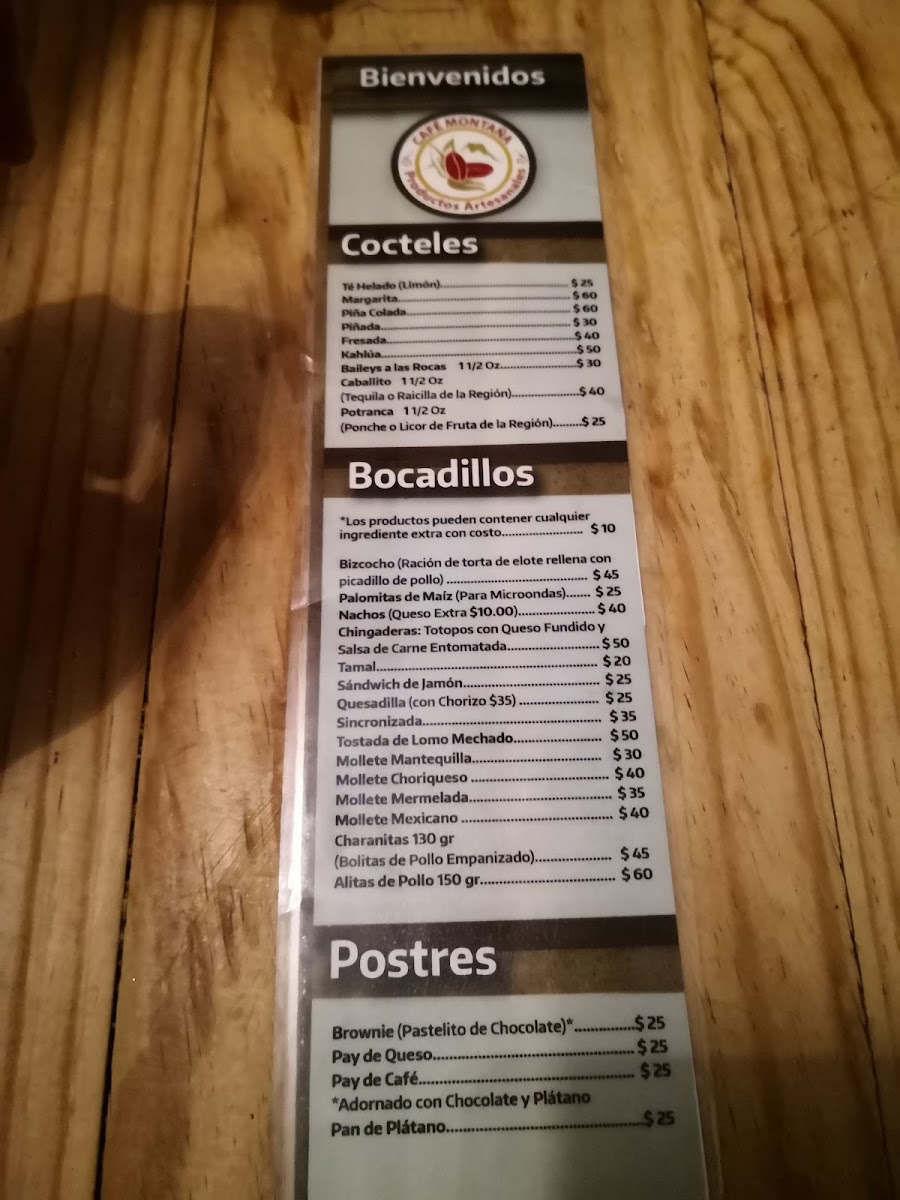 Bienvenidos
CAFÉ MONTAÑA
Productos Artesanales
Cocteles
Té Helado (Limón)........................................ $ 25
Margarita........................................ $ 60
Piña Colada........................................ $ 60
Piñada........................................ $ 30
Fresada........................................ $ 40
Kahlúa........................................ $ 50
Baileys a las Rocas 1 1/2 Oz........................ $ 30
Caballito 1 1/2 Oz
(Tequila o Raicilla de la Región)..................$ 40
Potranca 1 1/2 Oz
(Ponche o Licor de Fruta de la Región).........$ 25
Bocadillos
*Los productos pueden contener cualquier
ingrediente extra con costo........................ $ 10
Bizcocho (Ración de torta de elote rellena con
picadillo de pollo) ........................................ $ 45
Palomitas de Maíz (Para Microondas)....... $ 25
Nachos (Queso Extra $10.00)..................... $ 40
Chingaderas: Totopos con Queso Fundido y
Salsa de Carne Entomatada........................ $ 50
Tamal........................................ $ 20
Sándwich de Jamón.................................... $ 25
Quesadilla (con Chorizo $35) ..................... $ 25
Sincronizada........................................ $ 35
Tostada de Lomo Mechado....................... $ 50
Mollete Mantequilla.................................. $ 30
Mollete Choriqueso .................................... $ 40
Mollete Mermelada..................................... $ 35
Mollete Mexicano ....................................... $ 40
Charanitas 130 gr
(Bolitas de Pollo Empanizado)................... $ 45
Alitas de Pollo 150 gr................................... $ 60
Postres
Brownie (Pastelito de Chocolate)*...............$ 25
Pay de Queso........................................ $ 25
Pay de Café........................................ $ 25
*Adornado con Chocolate y Plátano
Pan de Plátano........................................$ 25